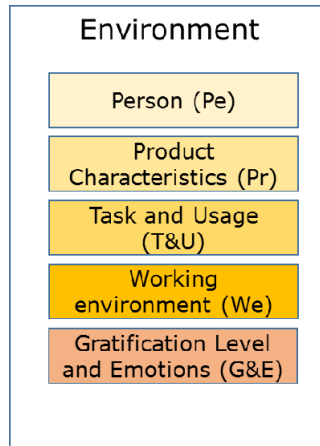 Environment
Person (Pe)
Product
Characteristics (Pr)
Task and Usage
(T&U)
Working
environment (We)
Gratification Level
and Emotions (G&E)